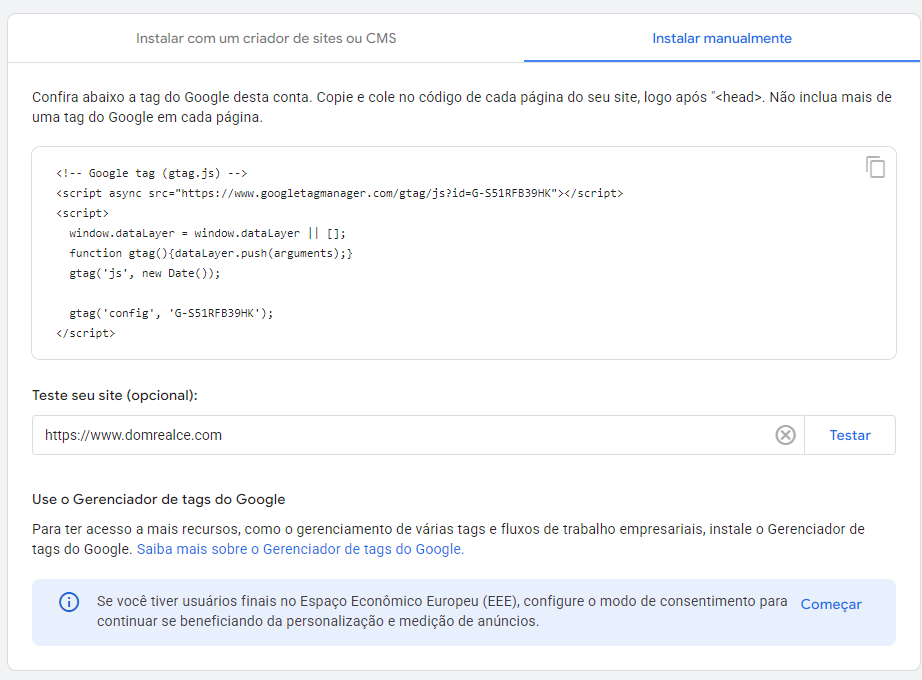 Instalar com um criador de sites ou CMS
Instalar manualmente
Confira abaixo a tag do Google desta conta. Copie e cole no código de cada página do seu site, logo após "<head>. Não inclua mais de
uma tag do Google em cada página.
<!-- Google tag (gtag.js) -->
<script async src="https://www.googletagmanager.com/gtag/js?id=G-S51RFB39HK"></script>
<script>
  window.dataLayer = window.dataLayer || [];
  function gtag(){dataLayer.push(arguments);}
  gtag('js', new Date());
  gtag('config', 'G-S51RFB39HK');
</script>
Teste seu site (opcional):
https://www.domrealce.com
Testar
Use o Gerenciador de tags do Google
Para ter acesso a mais recursos, como o gerenciamento de várias tags e fluxos de trabalho empresariais, instale o Gerenciador de
tags do Google. Saiba mais sobre o Gerenciador de tags do Google.
Se você tiver usuários finais no Espaço Econômico Europeu (EEE), configure o modo de consentimento para
continuar se beneficiando da personalização e medição de anúncios.
Começar